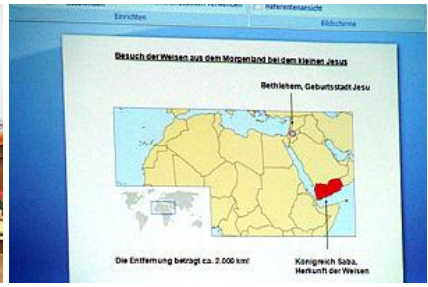 Einrichten
Referentenansicht
Bildschirme
Besuch der Weisen aus dem Morgenland bei dem kleinen Jesus
Bethlehem, Geburtsstadt Jesu
Die Entfernung beträgt ca. 2.000 km!
Königreich Saba,
Herkunft der Weisen